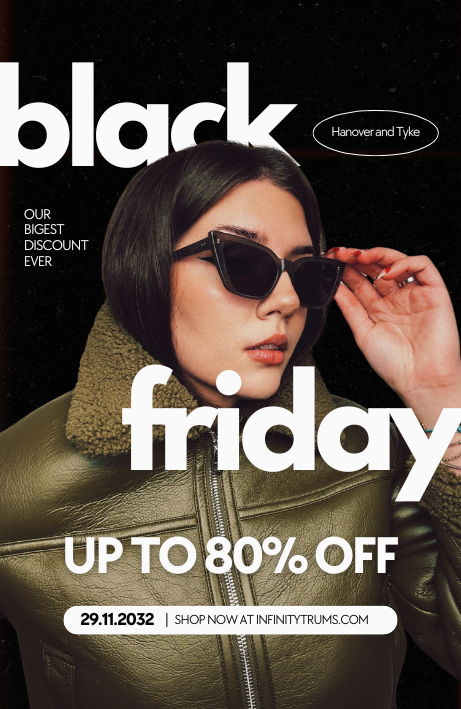 black
Hanover and Tyke
OUR
BIGEST
DISCOUNT
EVER
friday
UP TO 80% OFF
29.11.2032 | SHOP NOW AT INFINITYTRUMS.COM